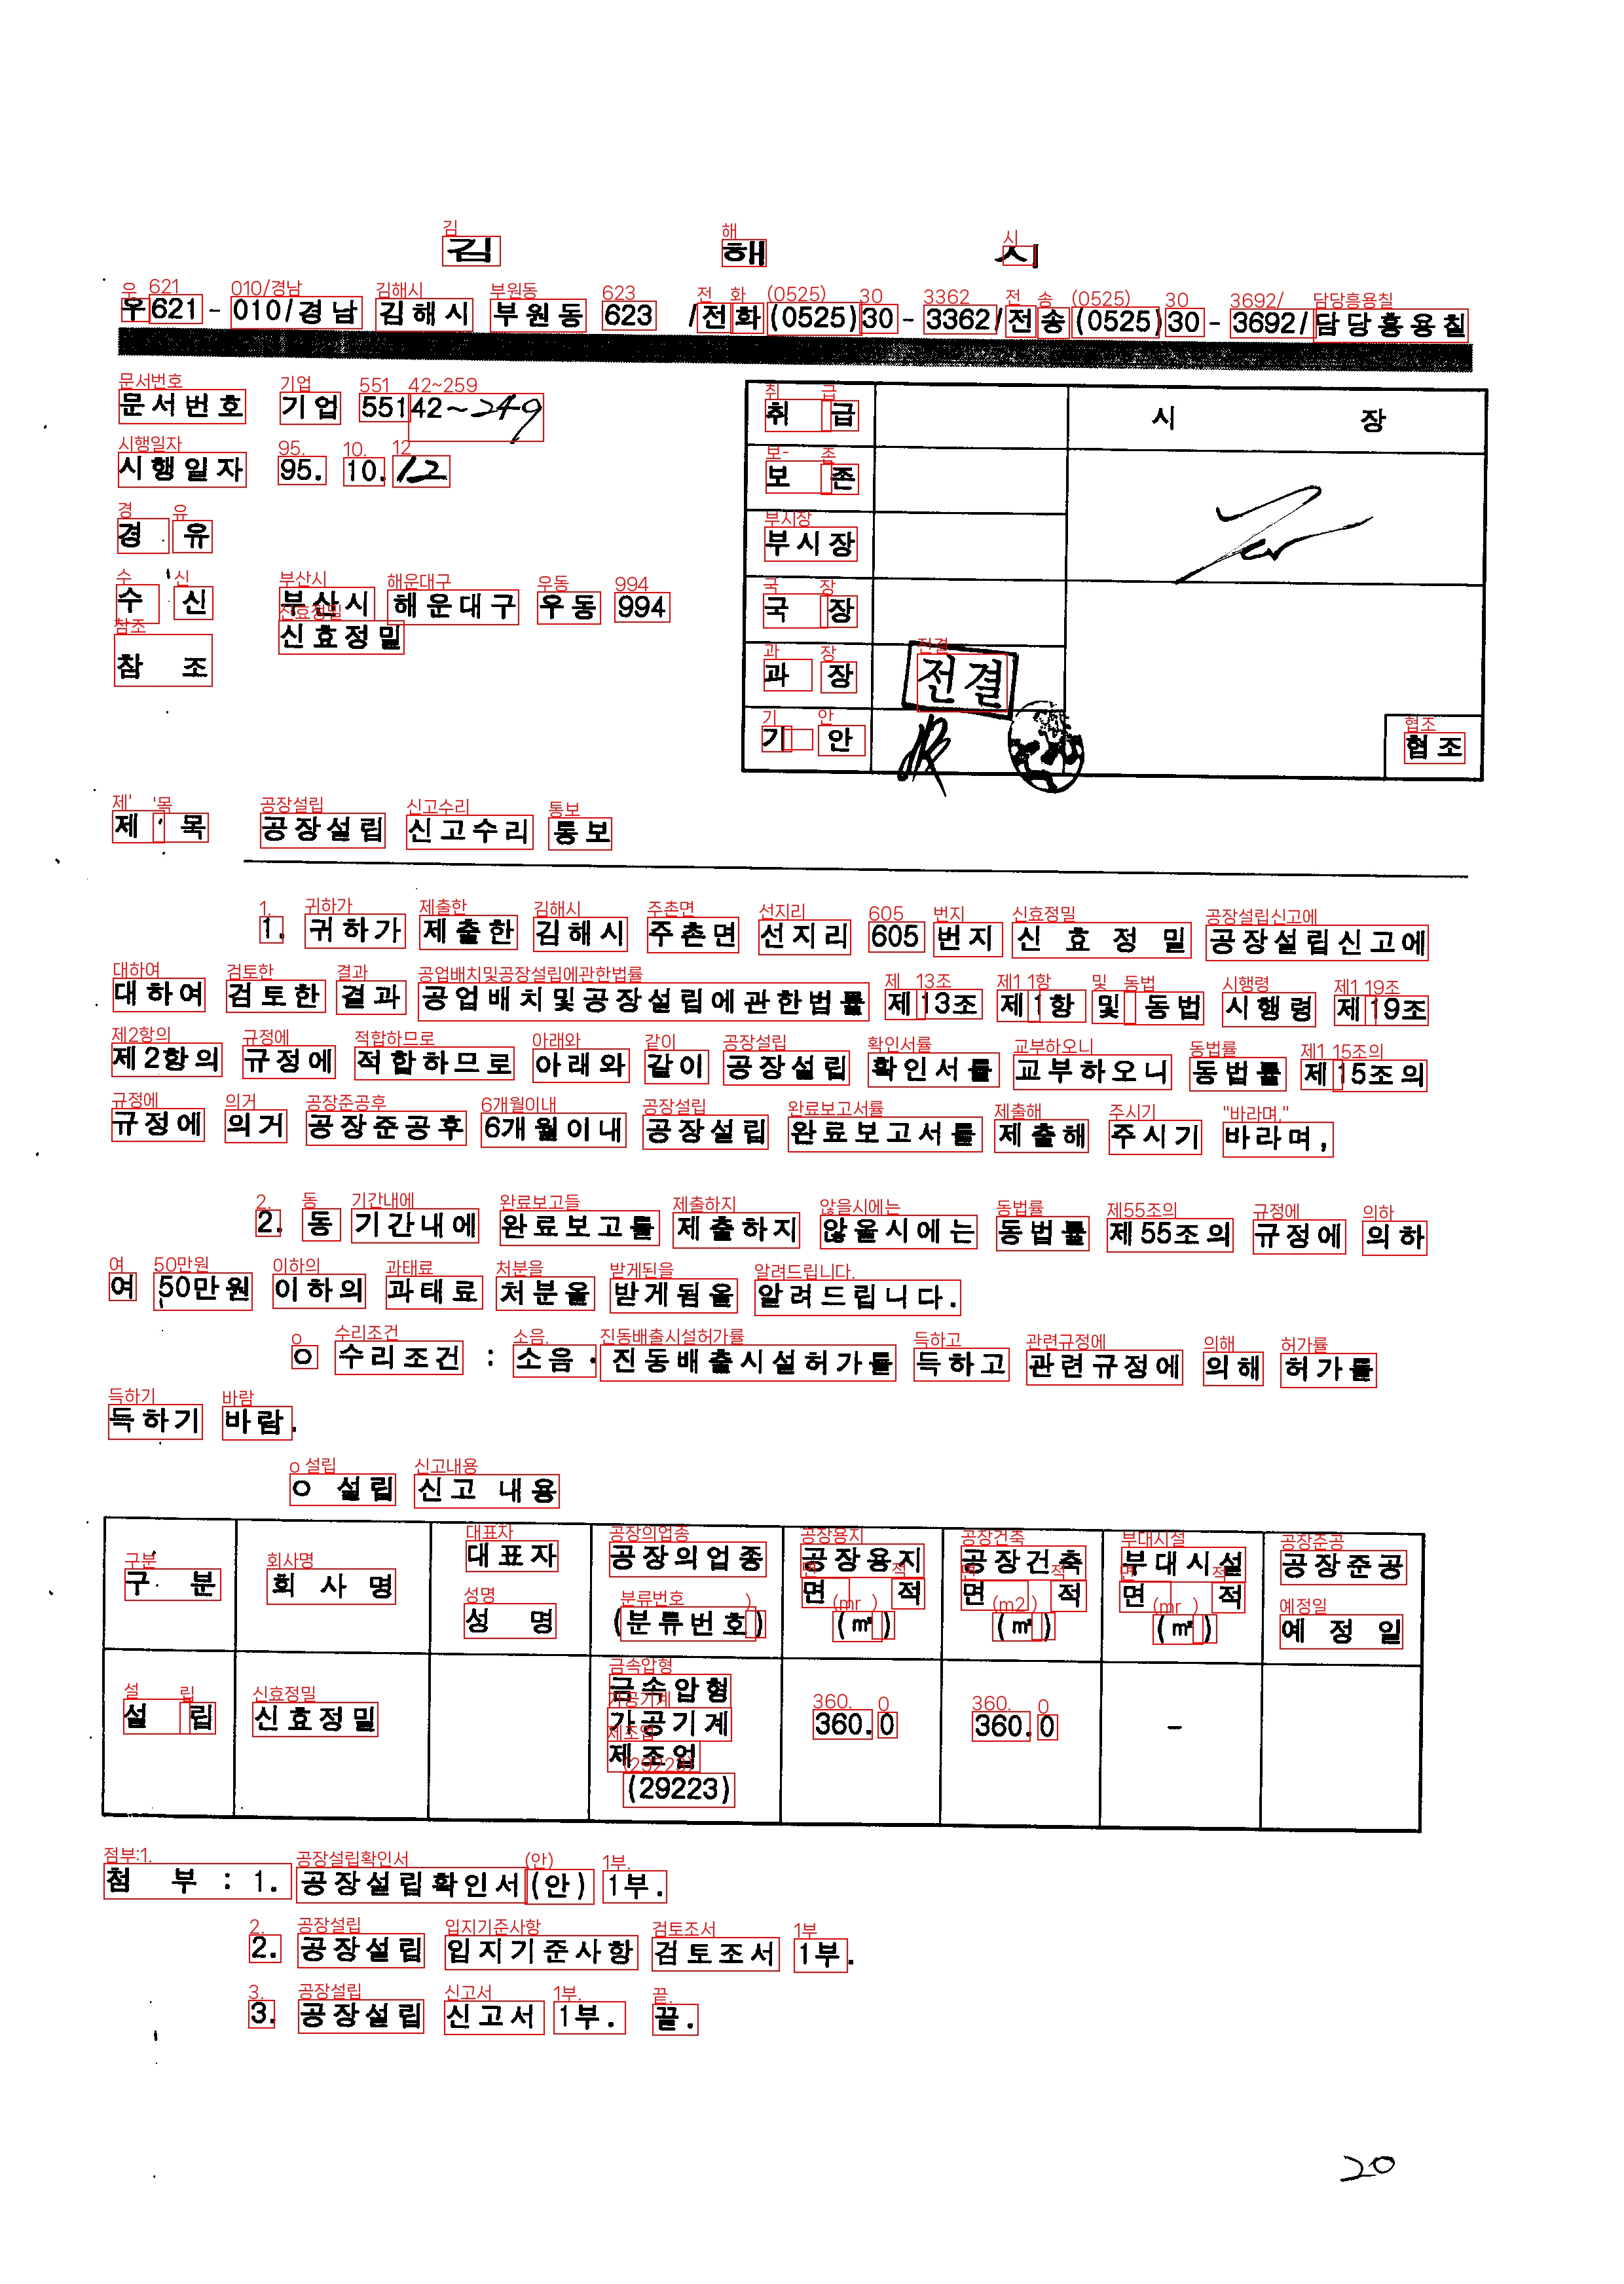 김 해 시
우 621 - 010/경남 김해시 부원동 623 /전화 (0525)30 - 3362/전송 (0525)30 - 3692/담당홍용칠
문서번호 기업 55142~249
시행일자 95. 10. 12
경 유
수 신 부산시 해운대구 우동 994
신효정밀
참 조
취 급 시 장
보 존
부시장
국 장
과 장 전결
기 안 협조
제 목 공장설립 신고수리 통보
1. 귀하가 제출한 김해시 주촌면 선지리 605 번지 신 효 정 밀 공장설립신고에
대하여 검토한 결과 공업배치및공장설립에관한법률 제13조 제1항 및 동법 시행령 제19조
제2항의 규정에 적합하므로 아래와 같이 공장설립 확인서를 교부하오니 동법률 제15조의
규정에 의거 공장준공후 6개월이내 공장설립 완료보고서를 제출해 주시기 바라며,
2. 동 기간내에 완료보고를 제출하지 않을시에는 동법률 제55조의 규정에 의하
여 50만원 이하의 과태료 처분을 받게됨을 알려드립니다.
ㅇ 수리조건 : 소음 · 진동배출시설허가를 득하고 관련규정에 의해 허가를
득하기 바람.
ㅇ 설립 신고 내용
구 분 회 사 명 대표자 성 명 공장의업종 (분류번호) 공장용지 면 적 (㎡) 공장건축 면 적 (㎡) 부대시설 면 적 (㎡) 공장준공 예 정 일
설 립 신효정밀 금속압형 가공기계 제조업 (29223) 360.0 360.0 -
첨 부 : 1. 공장설립확인서(안) 1부.
2. 공장설립 입지기준사항 검토조서 1부.
3. 공장설립 신고서 1부. 끝.
20